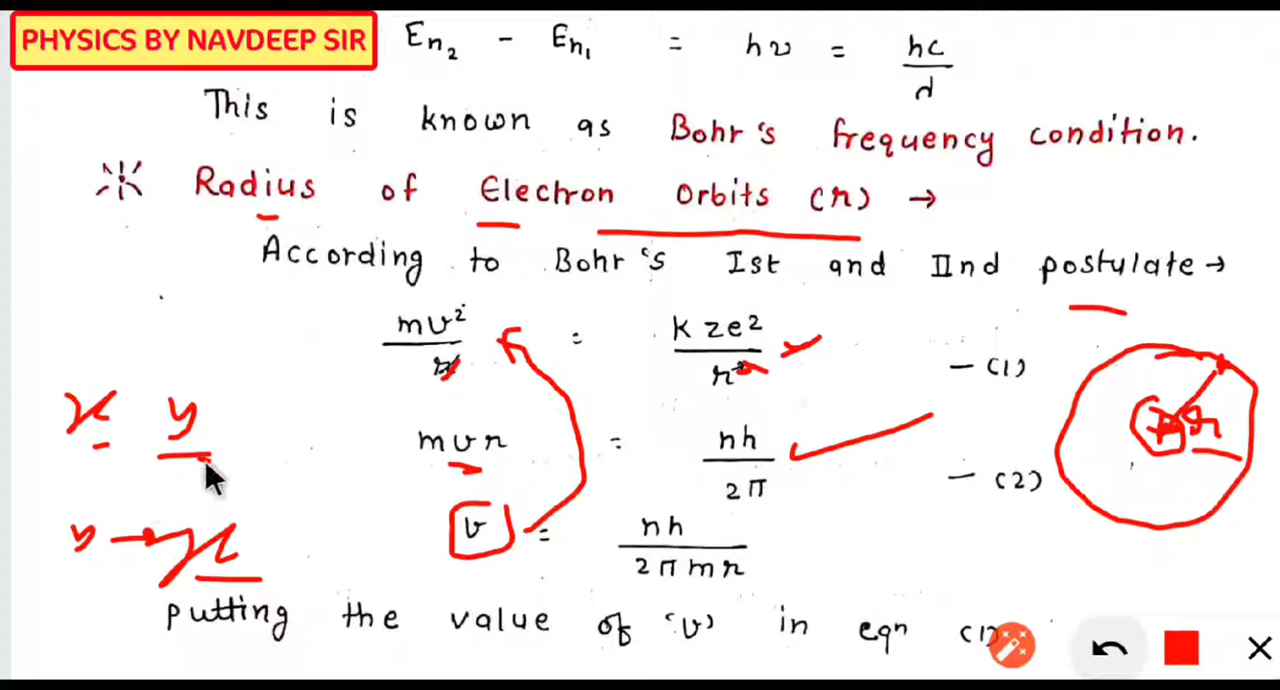 PHYSICS BY NAVDEEP SIR
En₂ - En₁ = hν = hc/d
This is known as Bohr's frequency condition.
Radius of Electron Orbits (r) →
According to Bohr's Ist and IInd postulate →
mv²/r = kze²/r² - (1)
x y
mvr = nh/2π - (2)
r
y → x
v = nh/2πmr
putting the value of 'v' in eqn (1)